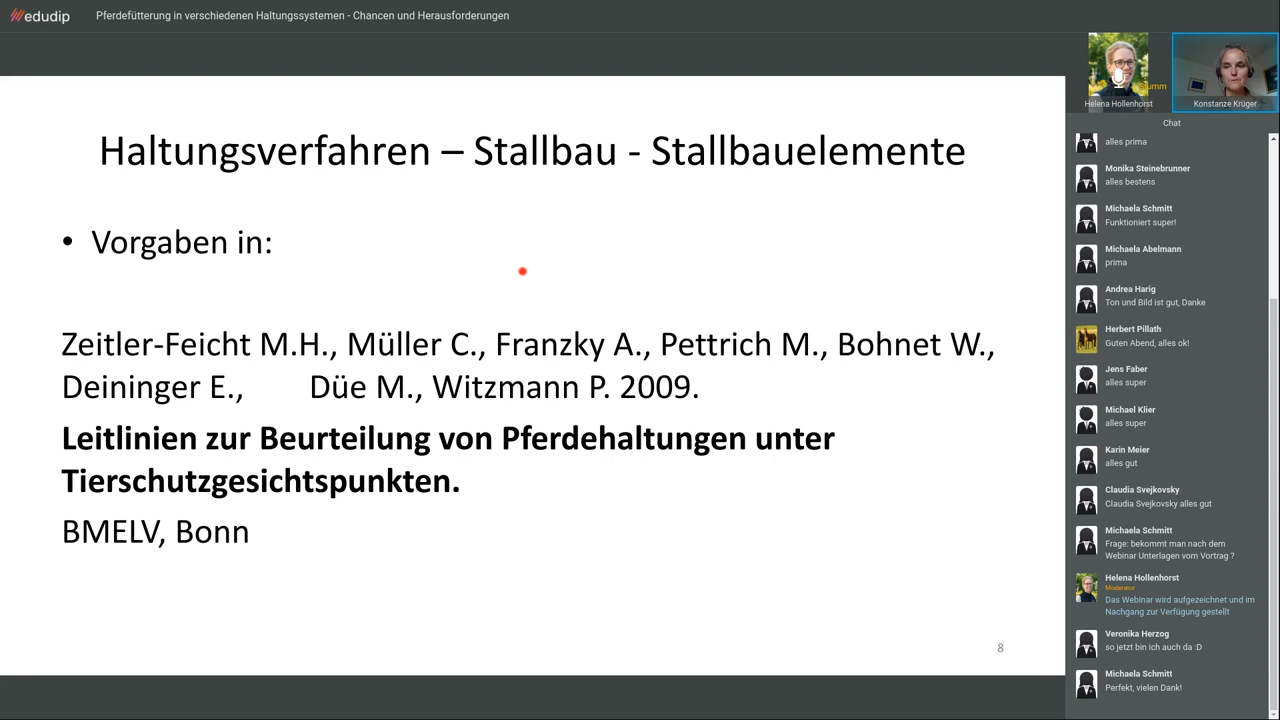 edudip
Pferdefütterung in verschiedenen Haltungssystemen - Chancen und Herausforderungen
Haltungsverfahren – Stallbau - Stallbauelemente
• Vorgaben in:
Zeitler-Feicht M.H., Müller C., Franzky A., Pettrich M., Bohnet W.,
Deininger E., Düe M., Witzmann P. 2009.
Leitlinien zur Beurteilung von Pferdehaltungen unter
Tierschutzgesichtspunkten.
BMELV, Bonn
8
Helena Hollenhorst
Konstanze Krüger
Chat
alles prima
Monika Steinebrunner
alles bestens
Michaela Schmitt
Funktioniert super!
Michaela Abelmann
prima
Andrea Harig
Ton und Bild ist gut, Danke
Herbert Pillath
Guten Abend, alles ok!
Jens Faber
alles super
Michael Klier
alles super
Karin Meier
alles gut
Claudia Svejkovsky
Claudia Svejkovsky alles gut
Michaela Schmitt
Frage: bekommt man nach dem
Webinar Unterlagen vom Vortrag ?
Helena Hollenhorst
Moderator
Das Webinar wird aufgezeichnet und im
Nachgang zur Verfügung gestellt
Veronika Herzog
so jetzt bin ich auch da :D
Michaela Schmitt
Perfekt, vielen Dank!